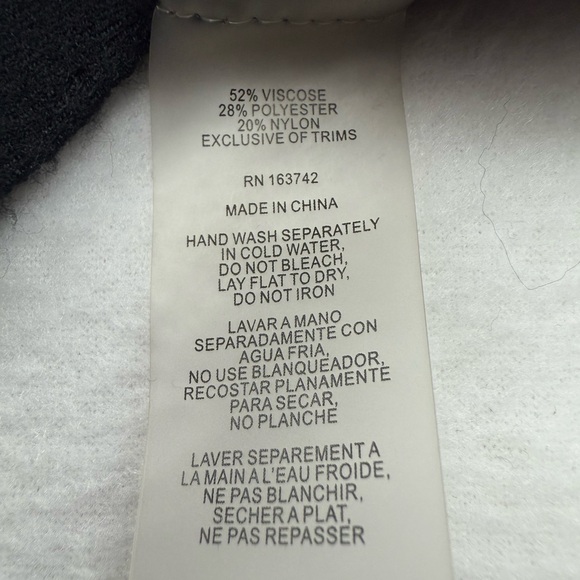 52% VISCOSE
28% POLYESTER
20% NYLON
EXCLUSIVE OF TRIMS
RN 163742
MADE IN CHINA
HAND WASH SEPARATELY
IN COLD WATER,
DO NOT BLEACH,
LAY FLAT TO DRY,
DO NOT IRON
LAVAR A MANO
SEPARADAMENTE CON
AGUA FRIA,
NO USE BLANQUEADOR,
RECOSTAR PLANAMENTE
PARA SECAR,
NO PLANCHE
LAVER SEPAREMENT A
LA MAIN A L'EAU FROIDE,
NE PAS BLANCHIR,
SECHER A PLAT,
NE PAS REPASSER